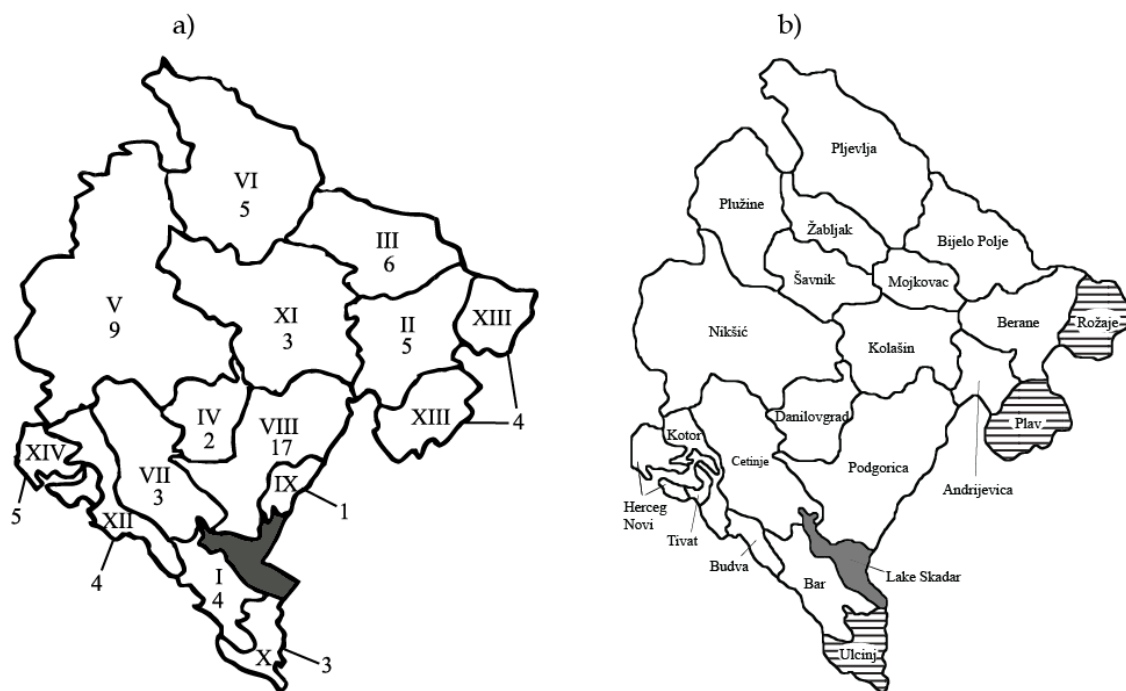 a)
VI
5
III
6
V
9
XI
3
II
5
XIII
IV
2
VIII
17
XIII
4
4
XIV
5
VII
3
IX
1
XII
4
I
4
X
3
b)
Pljevlja
Plužine
Žabljak
Bijelo Polje
Šavnik
Mojkovac
Nikšić
Kolašin
Berane
Rožaje
Danilovgrad
Plav
Kotor
Cetinje
Podgorica
Andrijevica
Herceg
Novi
Tivat
Budva
Bar
Lake Skadar
Ulcinj